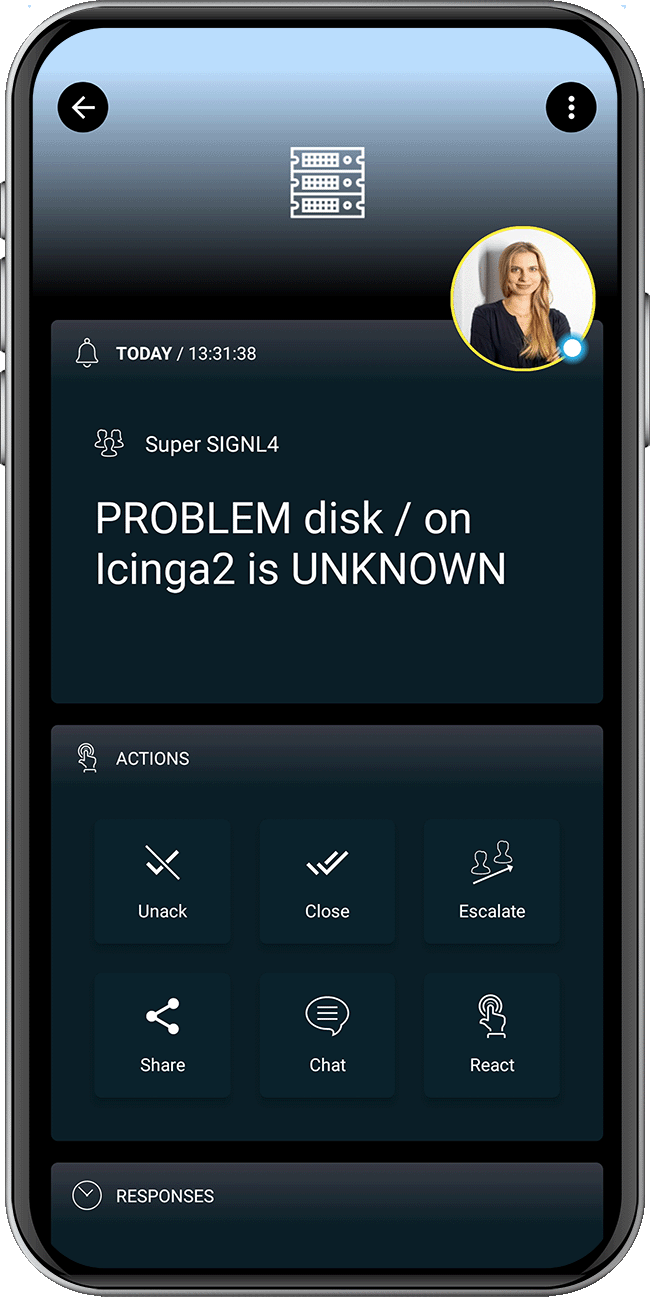 TODAY / 13:31:38
Super SIGNL4
PROBLEM disk / on
Icinga2 is UNKNOWN
ACTIONS
Unack
Close
Escalate
Share
Chat
React
RESPONSES